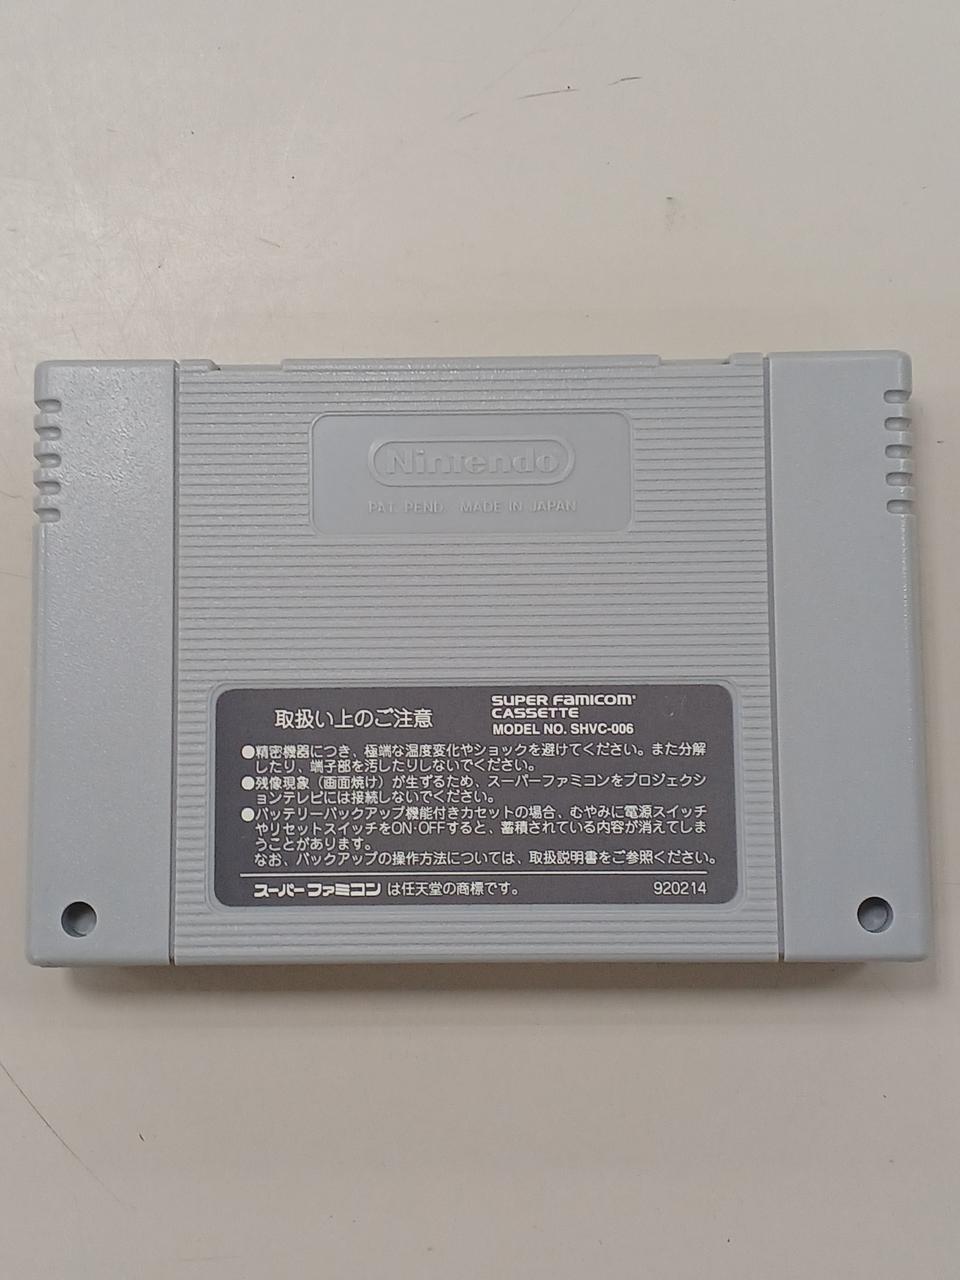 Nintendo
PAT. PEND. MADE IN JAPAN
取扱い上のご注意
SUPER FAMICOM
CASSETTE
MODEL NO. SHVC-006
●精密機器につき、極端な温度変化やショックを避けてください。また分解
したり、端子部を汚したりしないでください。
●残像現象（画面焼け）が生ずるため、スーパーファミコンをプロジェクシ
ョンテレビには接続しないでください。
●バッテリーバックアップ機能付きカセットの場合、むやみに電源スイッチ
やリセットスイッチをON·OFFすると、蓄積されている内容が消えてしま
うことがあります。
なお、バックアップの操作方法については、取扱説明書をご参照ください。
スーパーファミコン は任天堂の商標です。
920214